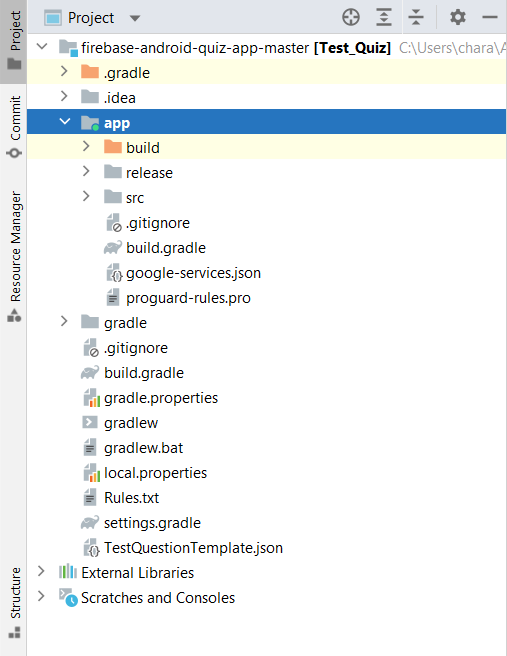 Project
firebase-android-quiz-app-master [Test_Quiz] C:\Users\chara\A
.gradle
.idea
app
build
release
src
.gitignore
build.gradle
google-services.json
proguard-rules.pro
gradle
.gitignore
build.gradle
gradle.properties
gradlew
gradlew.bat
local.properties
Rules.txt
settings.gradle
TestQuestionTemplate.json
External Libraries
Scratches and Consoles
Project
Commit
Resource Manager
Structure